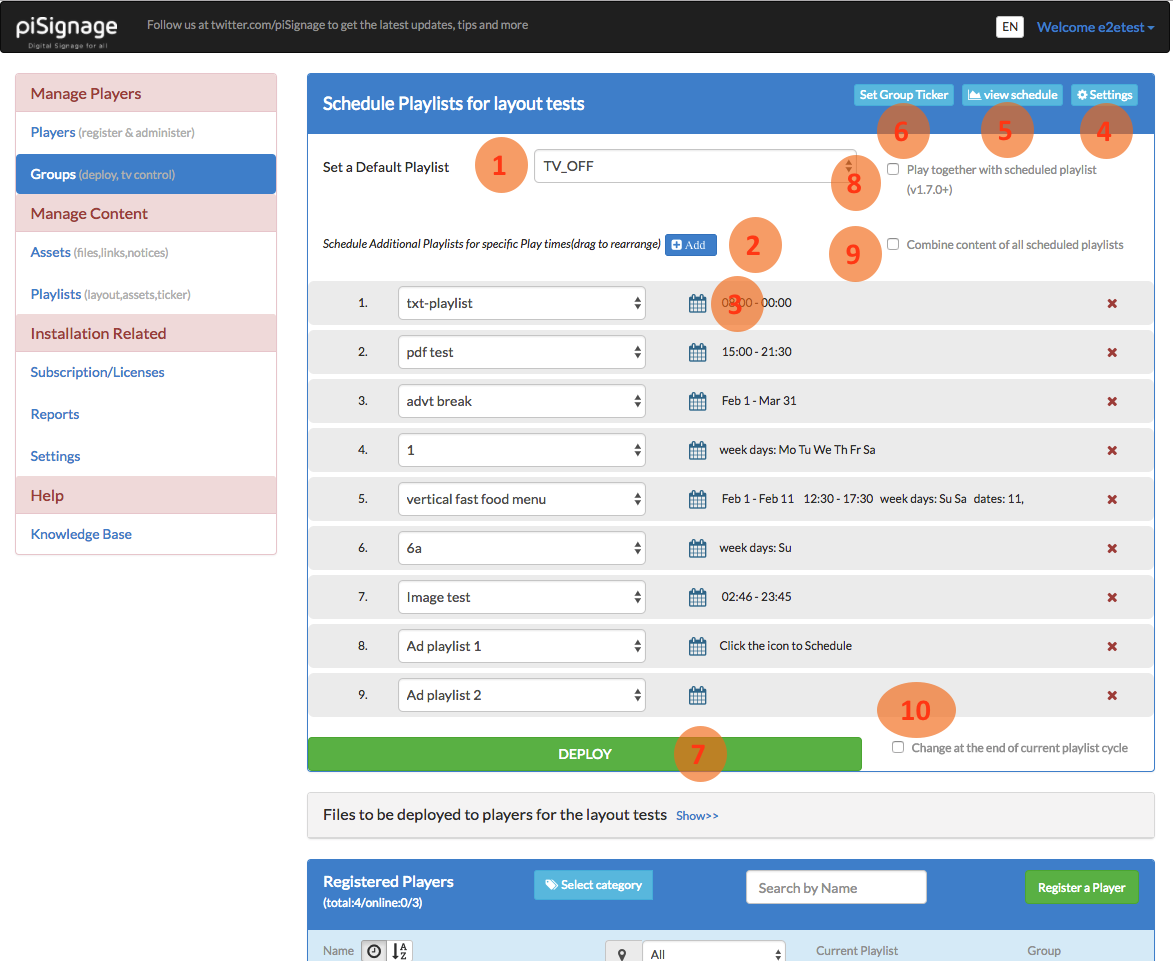 piSignage
Digital Signage for all
Follow us at twitter.com/piSignage to get the latest updates, tips and more
EN
Welcome e2etest
Manage Players
Players (register & administer)
Groups (deploy, tv control)
Manage Content
Assets (files,links,notices)
Playlists (layout,assets,ticker)
Installation Related
Subscription/Licenses
Reports
Settings
Help
Knowledge Base
Schedule Playlists for layout tests
Set Group Ticker
view schedule
Settings
6
5
4
Set a Default Playlist
1
TV_OFF
8
Play together with scheduled playlist
(v1.7.0+)
Schedule Additional Playlists for specific Play times(drag to rearrange)
Add
2
9
Combine content of all scheduled playlists
1. txt-playlist 3 08:00 - 00:00
2. pdf test 15:00 - 21:30
3. advt break Feb 1 - Mar 31
4. 1 week days: Mo Tu We Th Fr Sa
5. vertical fast food menu Feb 1 - Feb 11 12:30 - 17:30 week days: Su Sa dates: 11,
6. 6a week days: Su
7. Image test 02:46 - 23:45
8. Ad playlist 1 Click the icon to Schedule
9. Ad playlist 2
10
DEPLOY
7
Change at the end of current playlist cycle
Files to be deployed to players for the layout tests Show>>
Registered Players
(total:4/online:0/3)
Select category
Search by Name
Register a Player
Name
A
Z
All
Current Playlist
Group